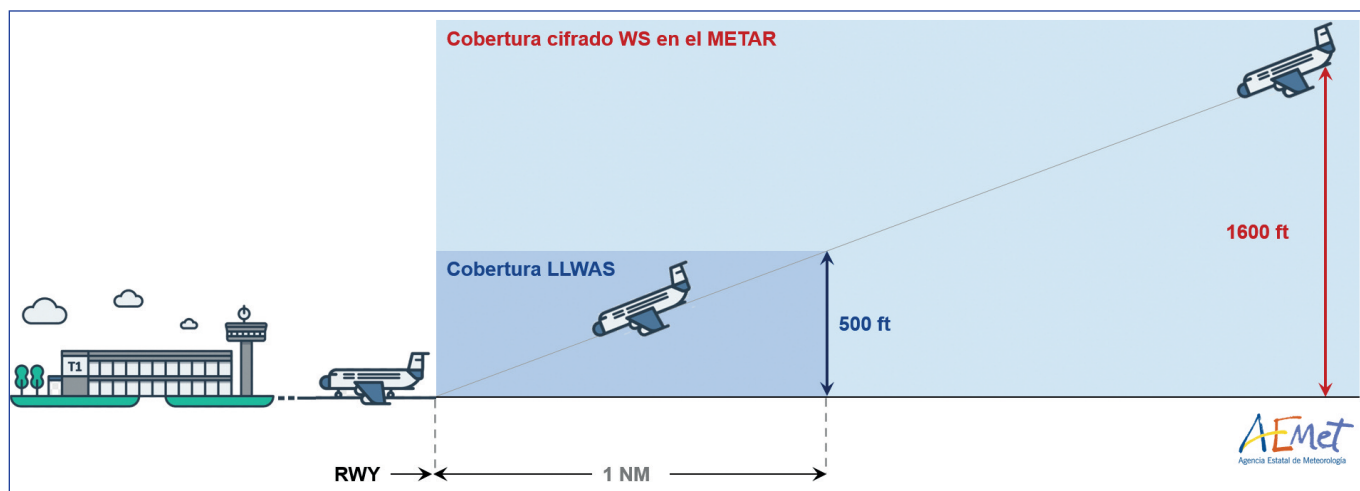 Cobertura cifrado WS en el METAR
1600 ft
Cobertura LLWAS
500 ft
T1
RWY
1 NM
AEMet
Agencia Estatal de Meteorología